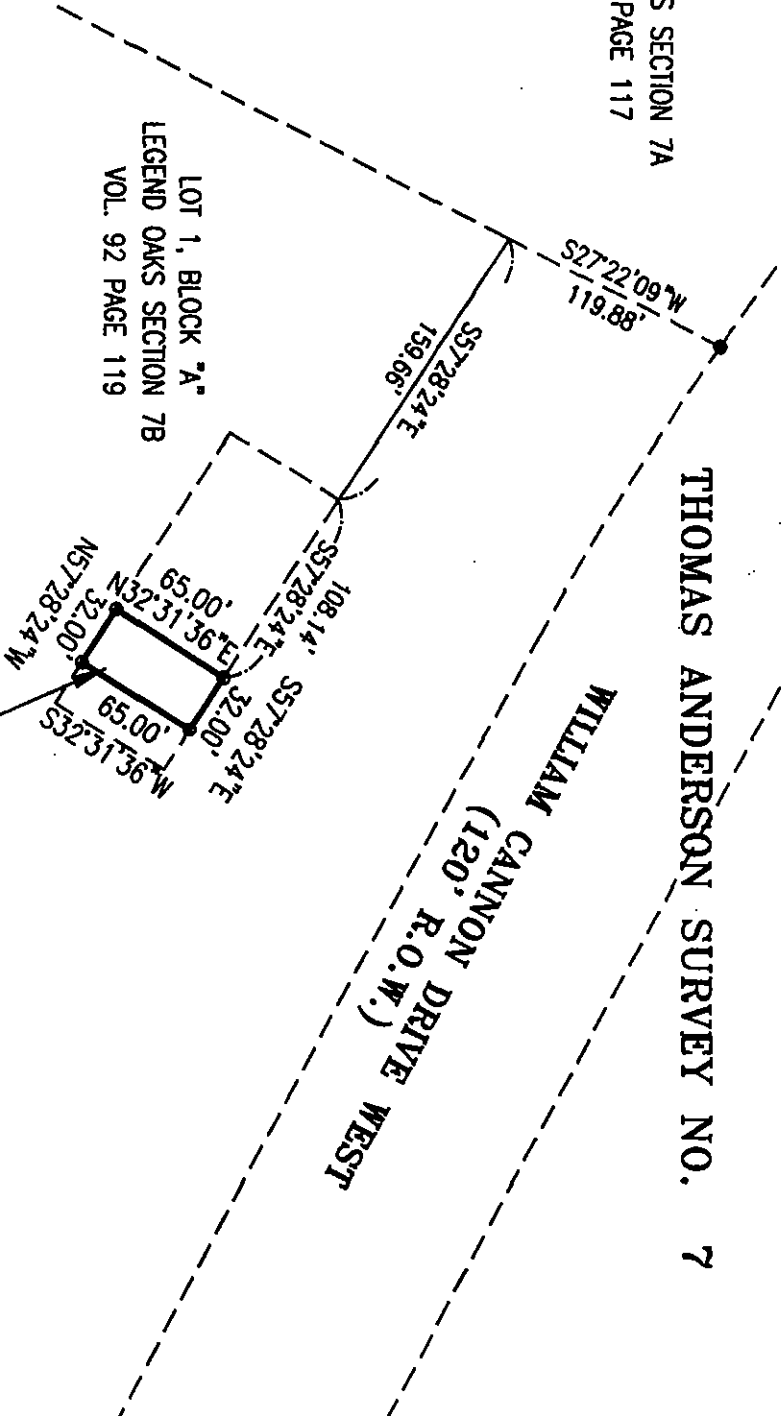 S SECTION 7A
PAGE 117
S27°22'09"W
119.88'
THOMAS ANDERSON SURVEY NO. 7
LOT 1, BLOCK "A"
LEGEND OAKS SECTION 7B
VOL. 92 PAGE 119
S57°28'24"E
159.66'
108.14'
S57°28'24"E
S57°28'24"E
32.00'
65.00'
N32°31'36"E
N57°28'24"W
32.00'
65.00'
S32°31'36"W
WILLIAM CANNON DRIVE WEST
(120' R.O.W.)